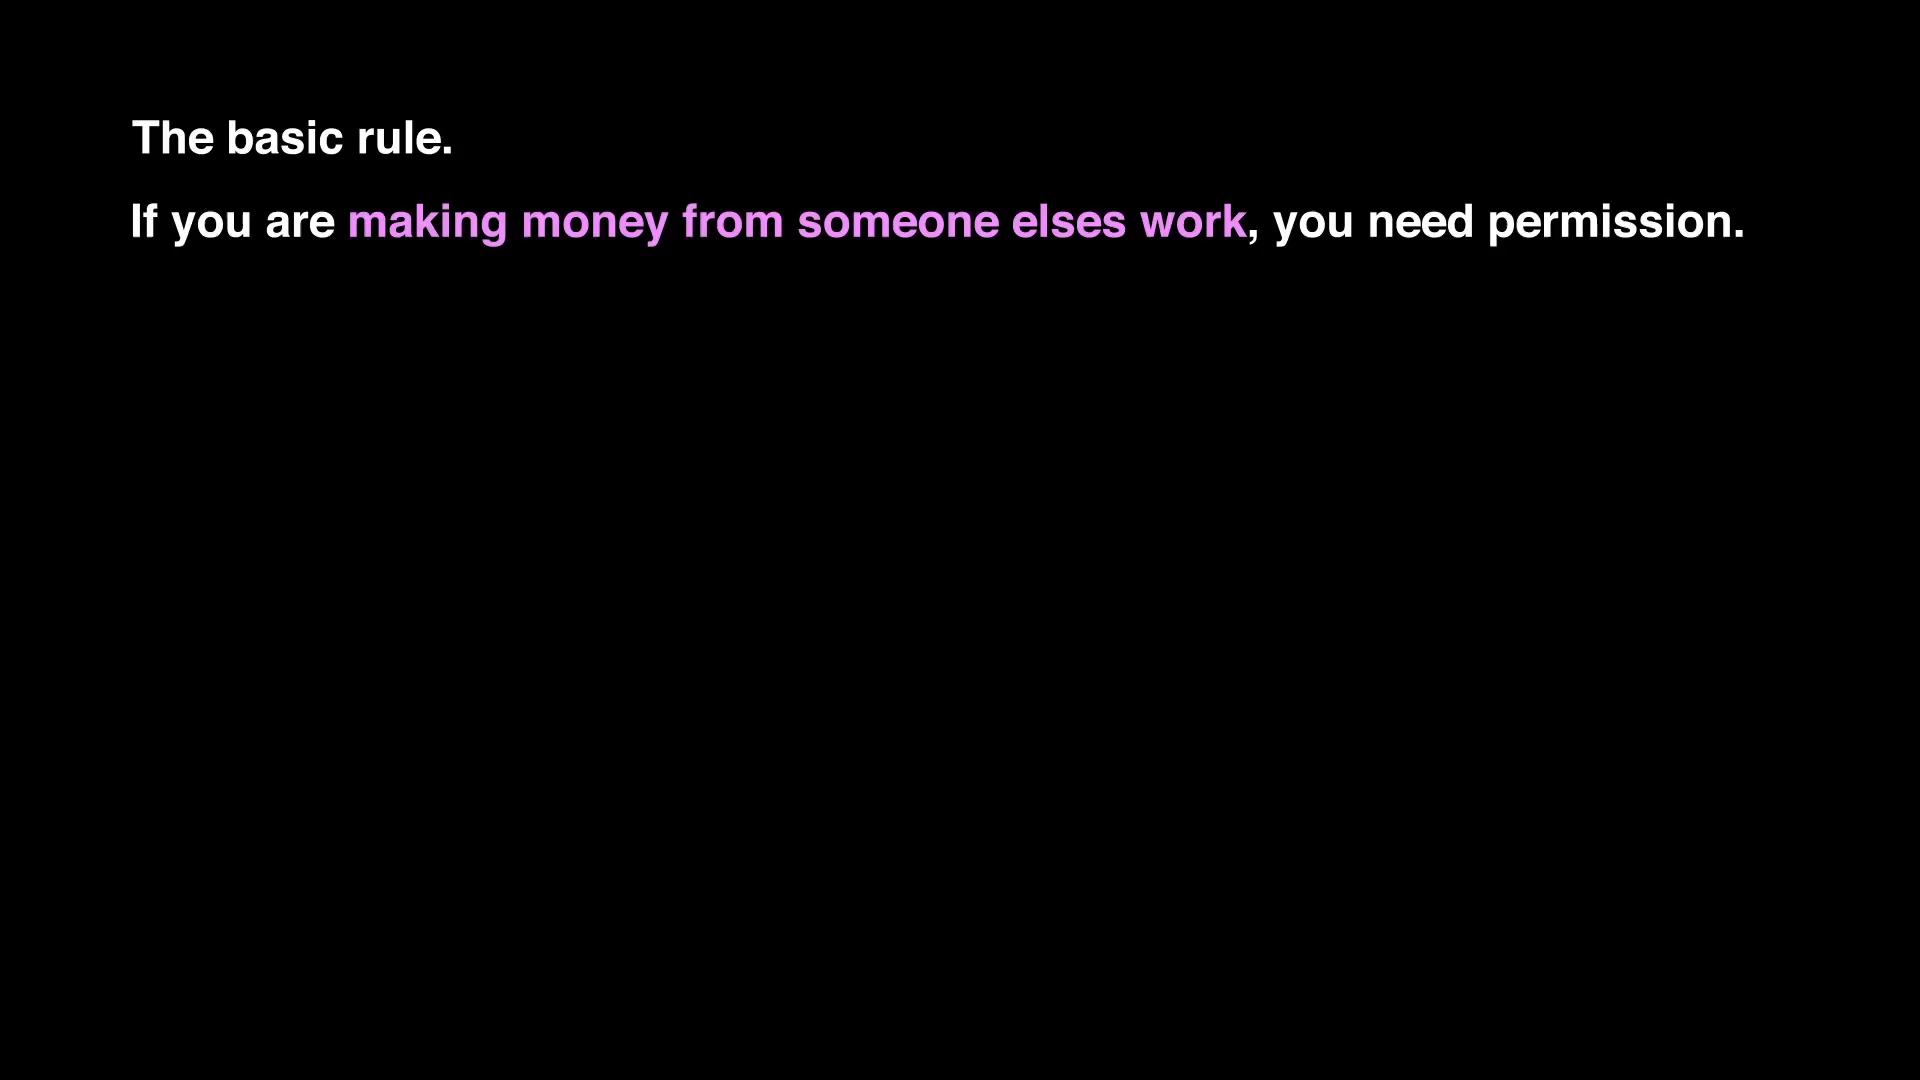 The basic rule.
If you are making money from someone elses work, you need permission.